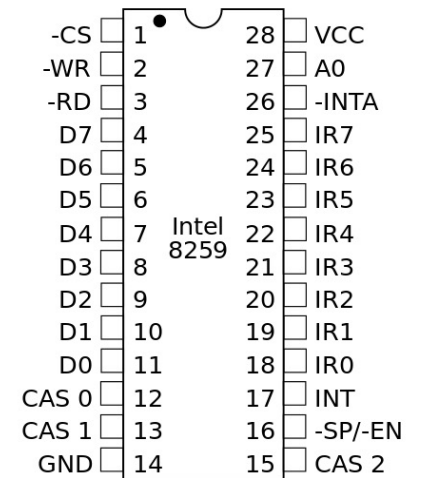 -CS 1 28 VCC
-WR 2 27 A0
-RD 3 26 -INTA
D7 4 25 IR7
D6 5 24 IR6
D5 6 23 IR5
D4 7 Intel 22 IR4
8259
D3 8 21 IR3
D2 9 20 IR2
D1 10 19 IR1
D0 11 18 IR0
CAS 0 12 17 INT
CAS 1 13 16 -SP/-EN
GND 14 15 CAS 2